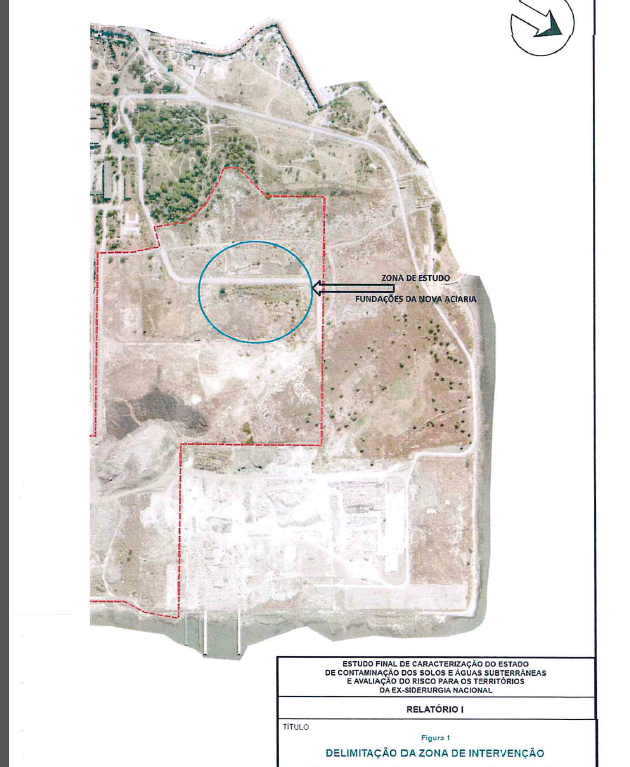 ZONA DE ESTUDO
FUNDAÇÕES DA NOVA ACIARIA
ESTUDO FINAL DE CARACTERIZAÇÃO DO ESTADO
DE CONTAMINAÇÃO DOS SOLOS E ÁGUAS SUBTERRÂNEAS
E AVALIAÇÃO DO RISCO PARA OS TERRITÓRIOS
DA EX-SIDERURGIA NACIONAL
RELATÓRIO I
TÍTULO
Figura 1
DELIMITAÇÃO DA ZONA DE INTERVENÇÃO